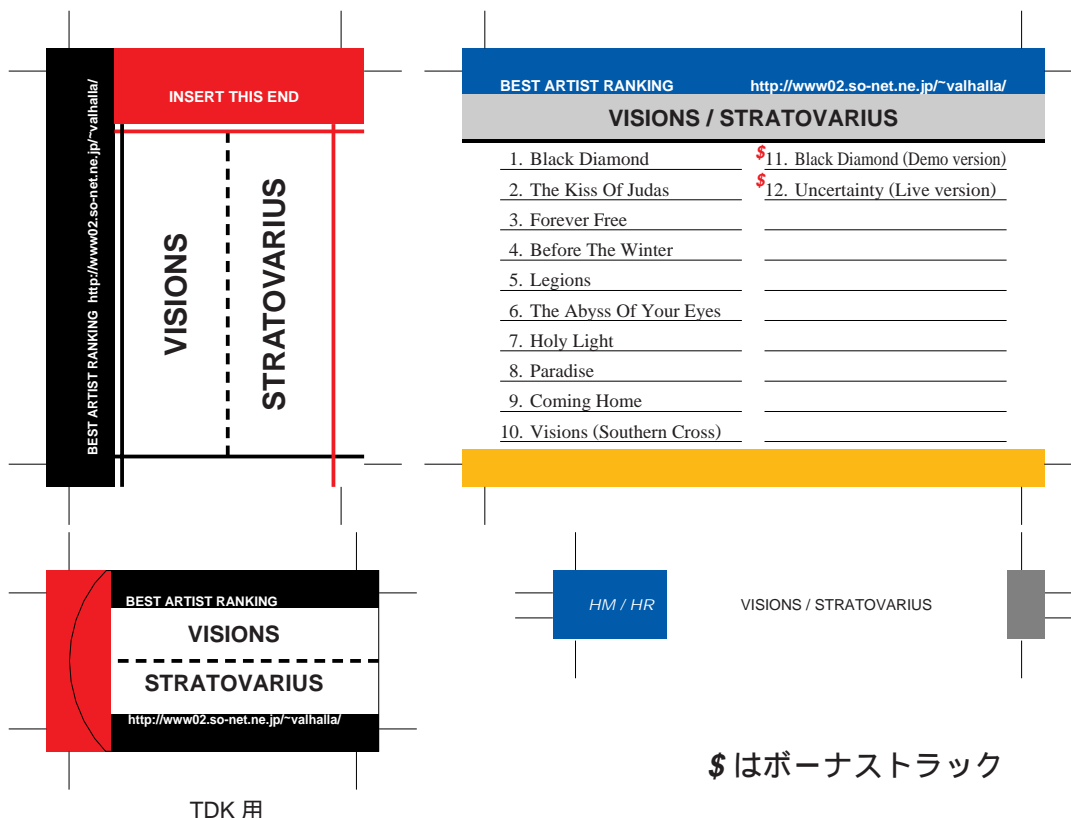 BEST ARTIST RANKING  http://www02.so-net.ne.jp/~valhalla/
INSERT THIS END
VISIONS
STRATOVARIUS
BEST ARTIST RANKING http://www02.so-net.ne.jp/~valhalla/
VISIONS / STRATOVARIUS
1. Black Diamond
2. The Kiss Of Judas
3. Forever Free
4. Before The Winter
5. Legions
6. The Abyss Of Your Eyes
7. Holy Light
8. Paradise
9. Coming Home
10. Visions (Southern Cross)
$11. Black Diamond (Demo version)
$12. Uncertainty (Live version)
BEST ARTIST RANKING
VISIONS
STRATOVARIUS
http://www02.so-net.ne.jp/~valhalla/
TDK 用
HM / HR
VISIONS / STRATOVARIUS
$ はボーナストラック